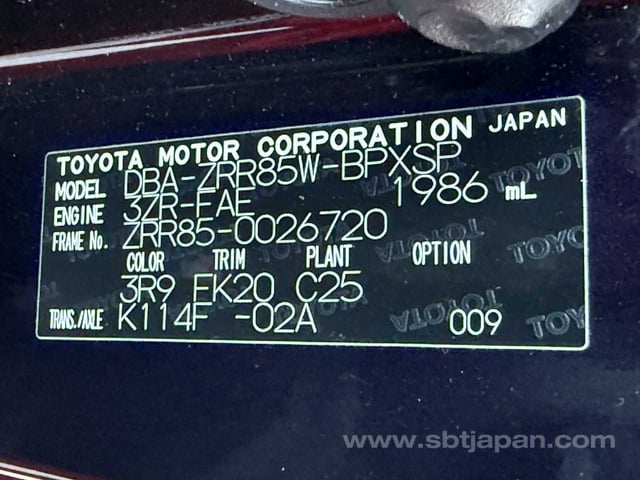 TOYOTA MOTOR CORPORATION JAPAN
MODEL DBA-ZRR85W-BPXSP
ENGINE 3ZR-FAE 1986 mL
FRAME No. ZRR85-0026720
COLOR TRIM PLANT OPTION
3R9 FK20 C25
TRANS./AXLE K114F -02A 009
www.sbtjapan.com